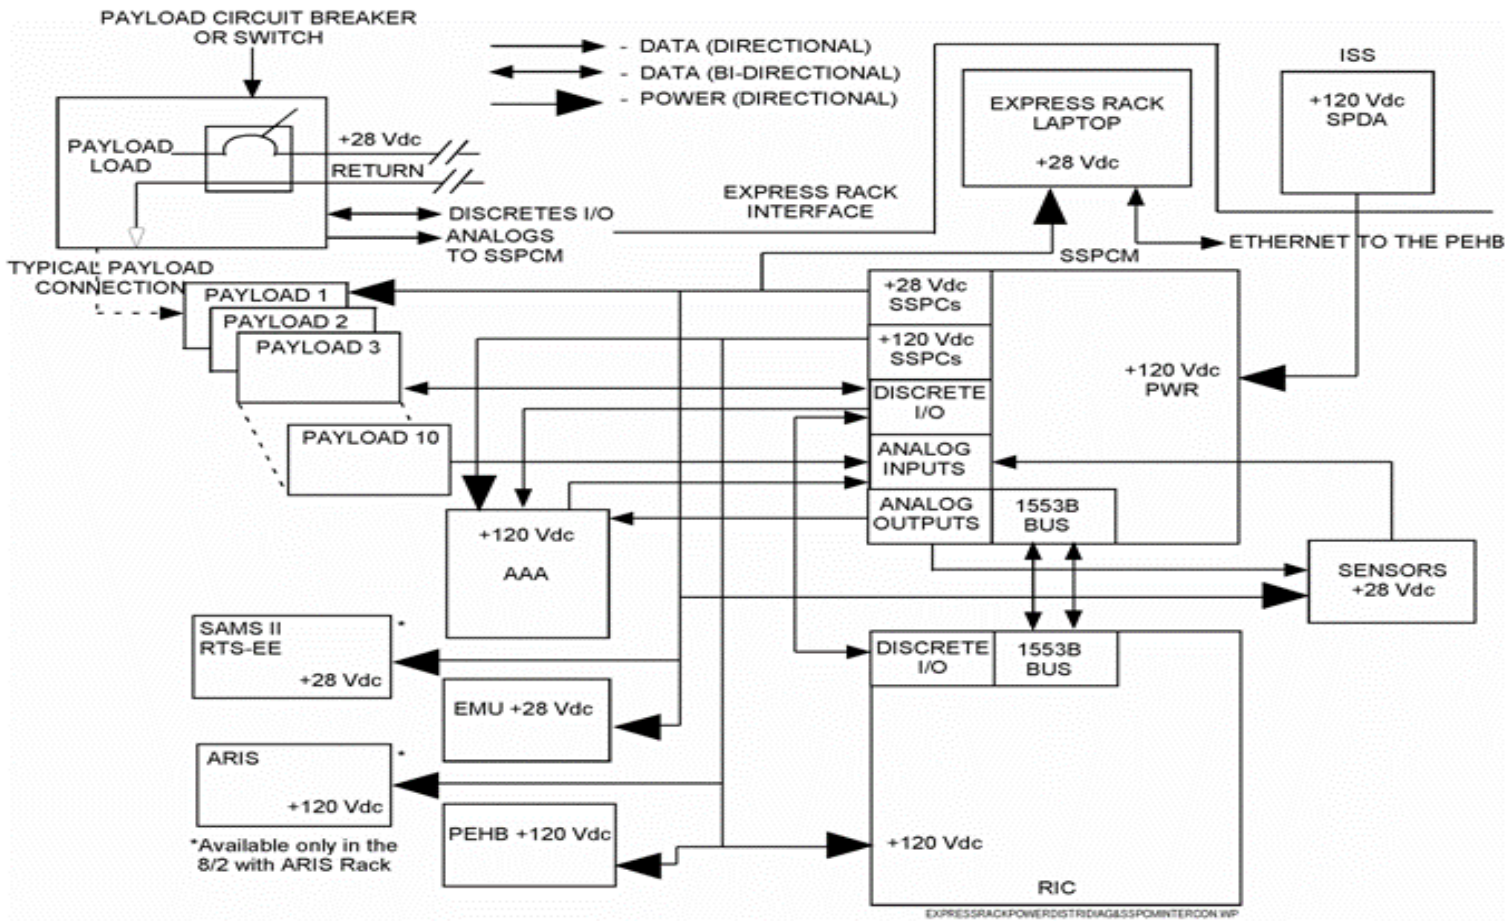 PAYLOAD CIRCUIT BREAKER
OR SWITCH
- DATA (DIRECTIONAL)
- DATA (BI-DIRECTIONAL)
- POWER (DIRECTIONAL)
ISS
+120 Vdc
SPDA
EXPRESS RACK
LAPTOP
+28 Vdc
PAYLOAD
LOAD
+28 Vdc
RETURN
DISCRETES I/O
ANALOGS
TO SSPCM
EXPRESS RACK
INTERFACE
SSPCM
ETHERNET TO THE PEHB
TYPICAL PAYLOAD
CONNECTION
PAYLOAD 1
PAYLOAD 2
PAYLOAD 3
PAYLOAD 10
+28 Vdc
SSPCs
+120 Vdc
SSPCs
DISCRETE
I/O
ANALOG
INPUTS
ANALOG
OUTPUTS
1553B
BUS
+120 Vdc
PWR
+120 Vdc
AAA
SENSORS
+28 Vdc
SAMS II
RTS-EE
+28 Vdc
*
EMU +28 Vdc
ARIS
+120 Vdc
*
PEHB +120 Vdc
*Available only in the
8/2 with ARIS Rack
DISCRETE
I/O
1553B
BUS
+120 Vdc
RIC
EXPRESSRACKPOWERDISTRIDIAG&SSPCMINTERCON.WP